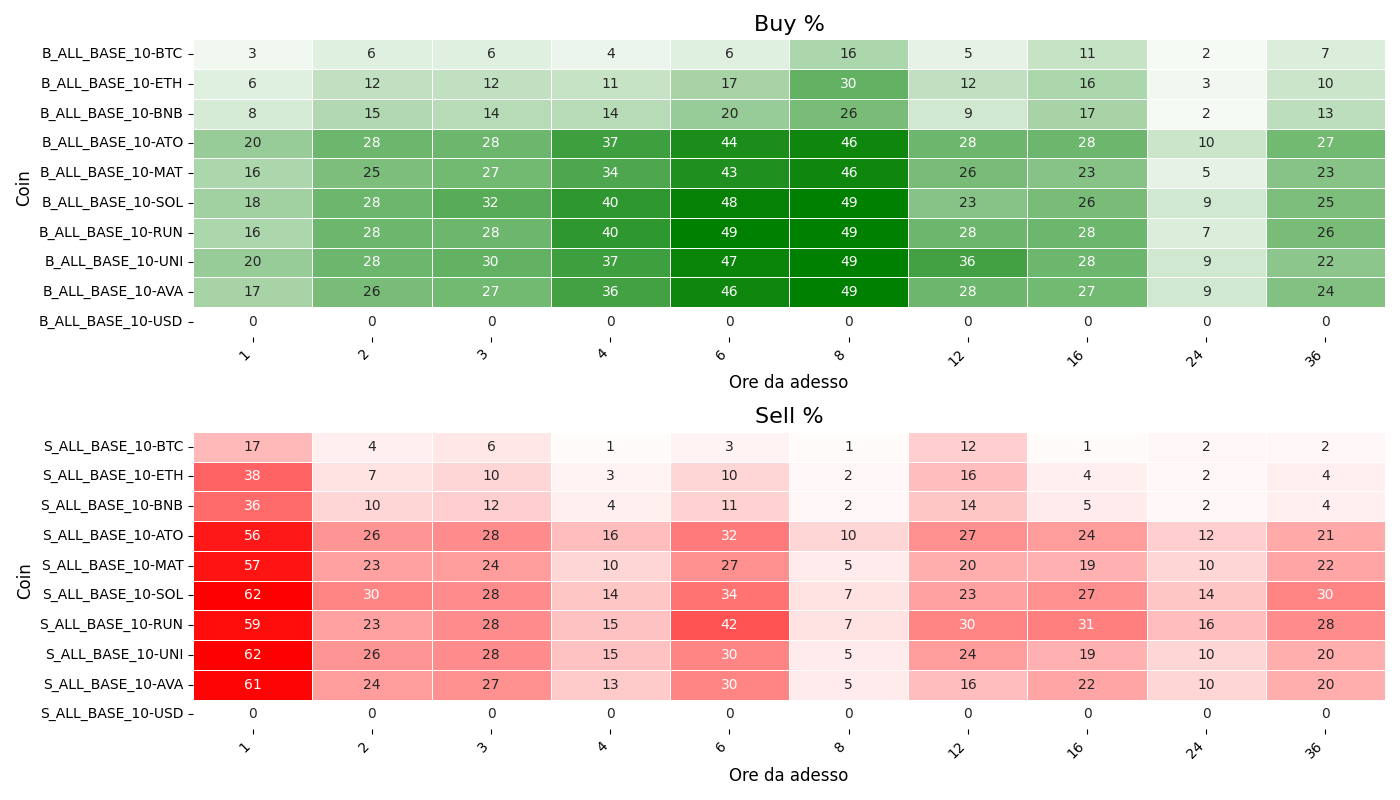 Buy %
Coin
B_ALL_BASE_10-BTC 3 6 6 4 6 16 5 11 2 7
B_ALL_BASE_10-ETH 6 12 12 11 17 30 12 16 3 10
B_ALL_BASE_10-BNB 8 15 14 14 20 26 9 17 2 13
B_ALL_BASE_10-ATO 20 28 28 37 44 46 28 28 10 27
B_ALL_BASE_10-MAT 16 25 27 34 43 46 26 23 5 23
B_ALL_BASE_10-SOL 18 28 32 40 48 49 23 26 9 25
B_ALL_BASE_10-RUN 16 28 28 40 49 49 28 28 7 26
B_ALL_BASE_10-UNI 20 28 30 37 47 49 36 28 9 22
B_ALL_BASE_10-AVA 17 26 27 36 46 49 28 27 9 24
B_ALL_BASE_10-USD 0 0 0 0 0 0 0 0 0 0
1 2 3 4 6 8 12 16 24 36
Ore da adesso
Sell %
Coin
S_ALL_BASE_10-BTC 17 4 6 1 3 1 12 1 2 2
S_ALL_BASE_10-ETH 38 7 10 3 10 2 16 4 2 4
S_ALL_BASE_10-BNB 36 10 12 4 11 2 14 5 2 4
S_ALL_BASE_10-ATO 56 26 28 16 32 10 27 24 12 21
S_ALL_BASE_10-MAT 57 23 24 10 27 5 20 19 10 22
S_ALL_BASE_10-SOL 62 30 28 14 34 7 23 27 14 30
S_ALL_BASE_10-RUN 59 23 28 15 42 7 30 31 16 28
S_ALL_BASE_10-UNI 62 26 28 15 30 5 24 19 10 20
S_ALL_BASE_10-AVA 61 24 27 13 30 5 16 22 10 20
S_ALL_BASE_10-USD 0 0 0 0 0 0 0 0 0 0
1 2 3 4 6 8 12 16 24 36
Ore da adesso